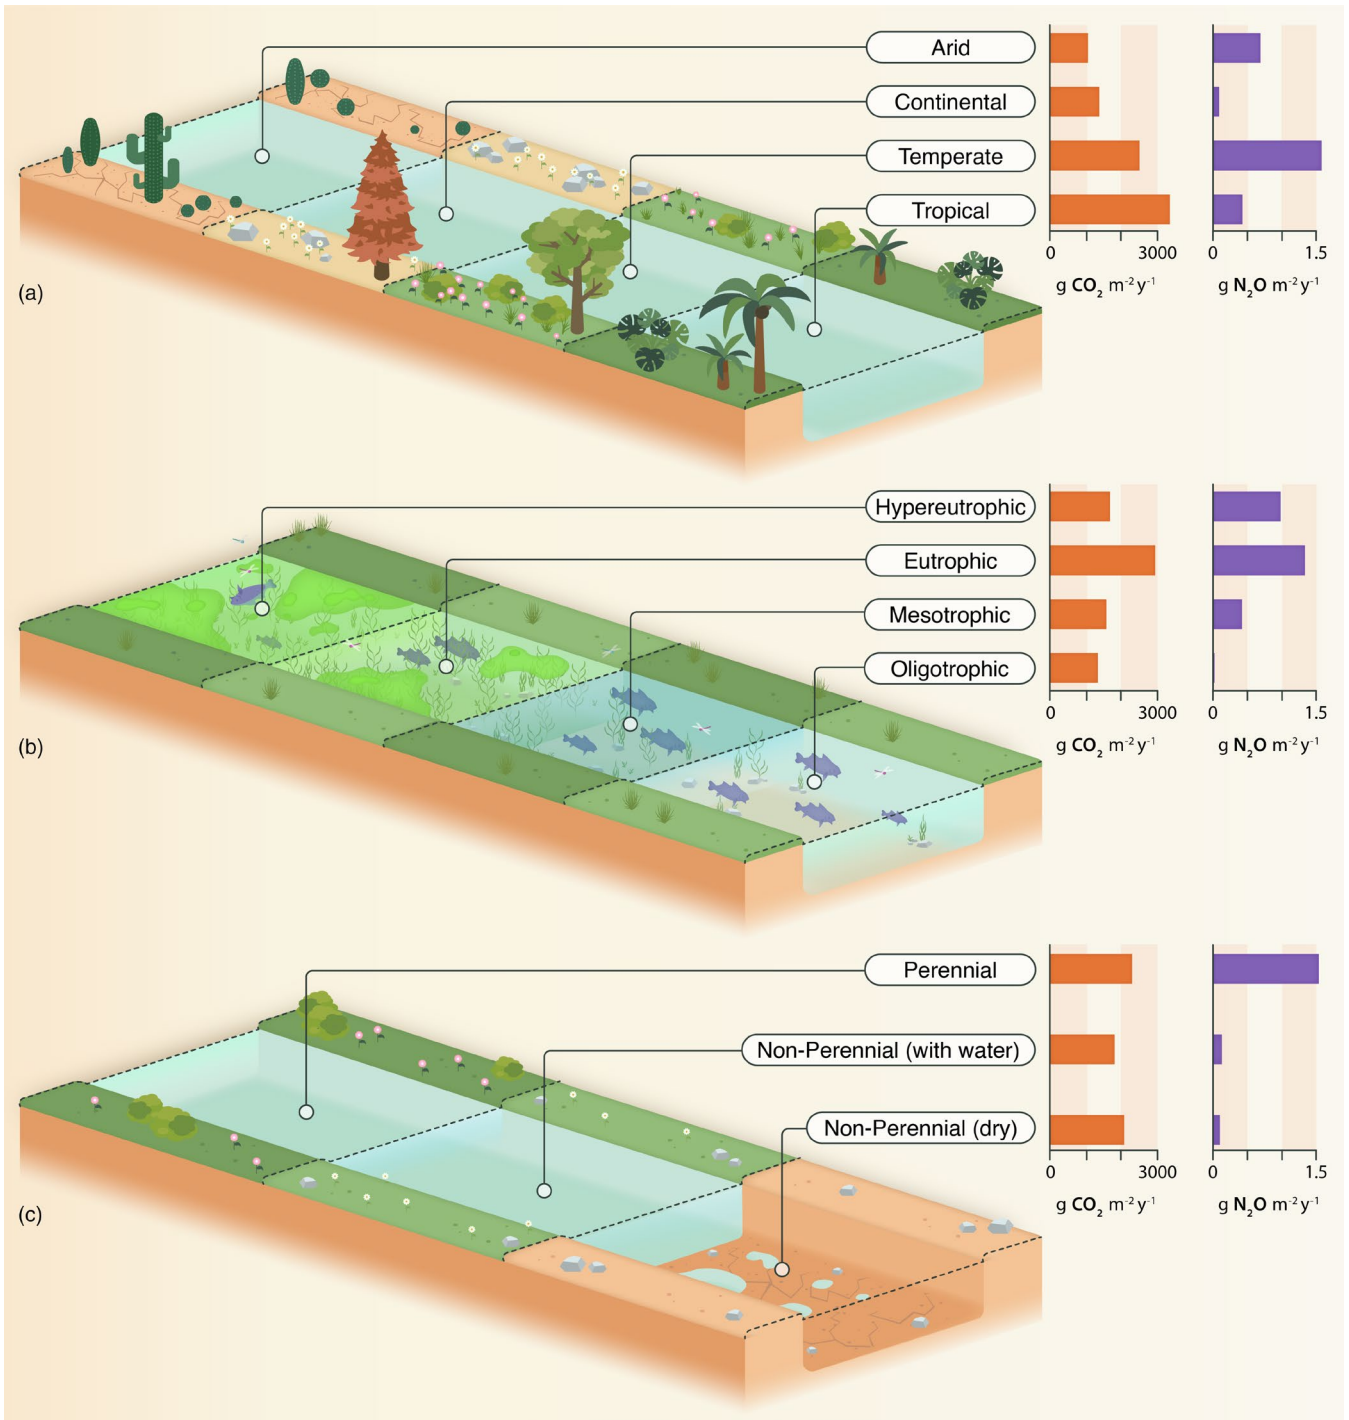 Arid
Continental
Temperate
Tropical
0 3000 0 1.5
g CO₂ m⁻² y⁻¹ g N₂O m⁻² y⁻¹
(a)
Hypereutrophic
Eutrophic
Mesotrophic
Oligotrophic
0 3000 0 1.5
g CO₂ m⁻² y⁻¹ g N₂O m⁻² y⁻¹
(b)
Perennial
Non-Perennial (with water)
Non-Perennial (dry)
0 3000 0 1.5
g CO₂ m⁻² y⁻¹ g N₂O m⁻² y⁻¹
(c)